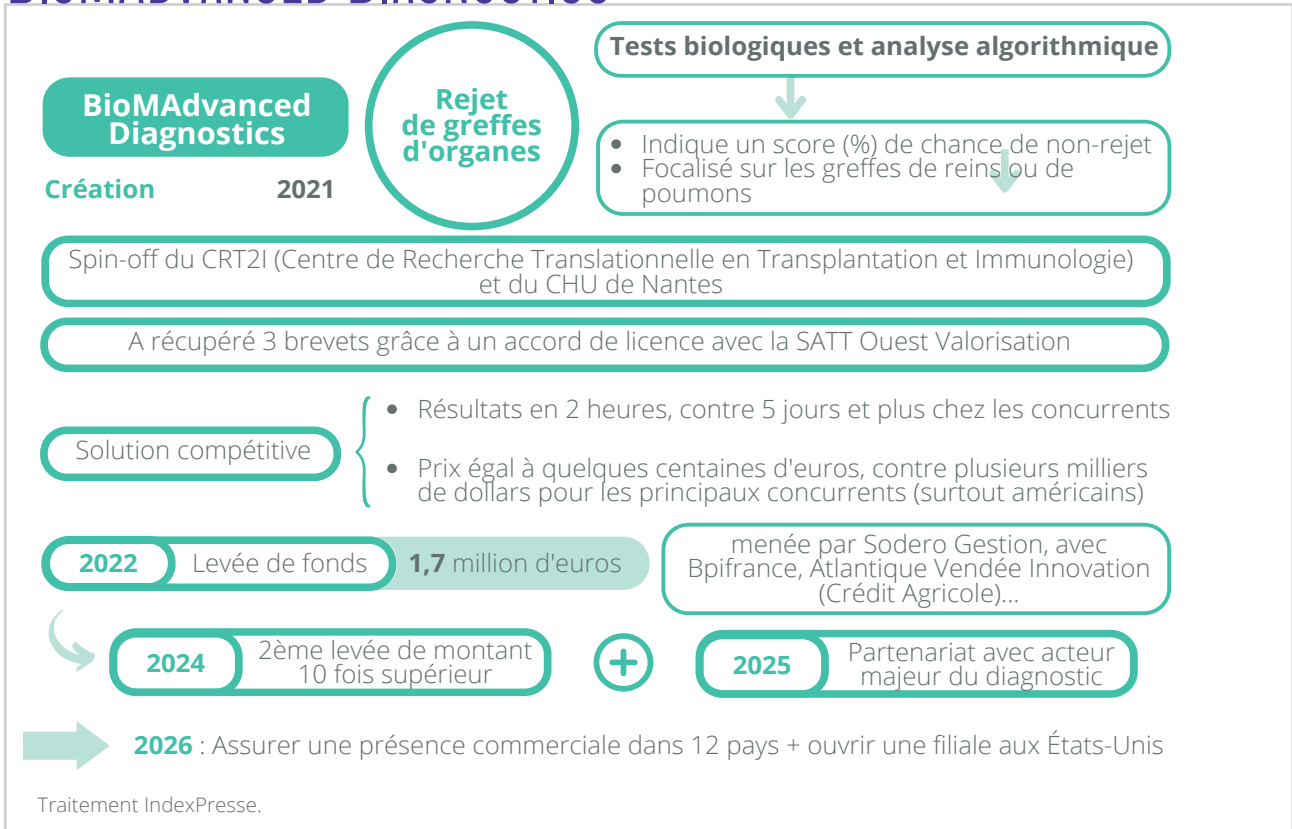 BIOMADVANCED DIAGNOSTICS
BioMAdvanced
Diagnostics
Création 2021
Rejet
de greffes
d'organes
Tests biologiques et analyse algorithmique
• Indique un score (%) de chance de non-rejet
• Focalisé sur les greffes de reins ou de
poumons
Spin-off du CRT2I (Centre de Recherche Translationnelle en Transplantation et Immunologie)
et du CHU de Nantes
A récupéré 3 brevets grâce à un accord de licence avec la SATT Ouest Valorisation
Solution compétitive
• Résultats en 2 heures, contre 5 jours et plus chez les concurrents
• Prix égal à quelques centaines d'euros, contre plusieurs milliers
de dollars pour les principaux concurrents (surtout américains)
2022 Levée de fonds 1,7 million d'euros
menée par Sodero Gestion, avec
Bpifrance, Atlantique Vendée Innovation
(Crédit Agricole)...
2024 2ème levée de montant
10 fois supérieur
+
2025 Partenariat avec acteur
majeur du diagnostic
2026 : Assurer une présence commerciale dans 12 pays + ouvrir une filiale aux États-Unis
Traitement IndexPresse.